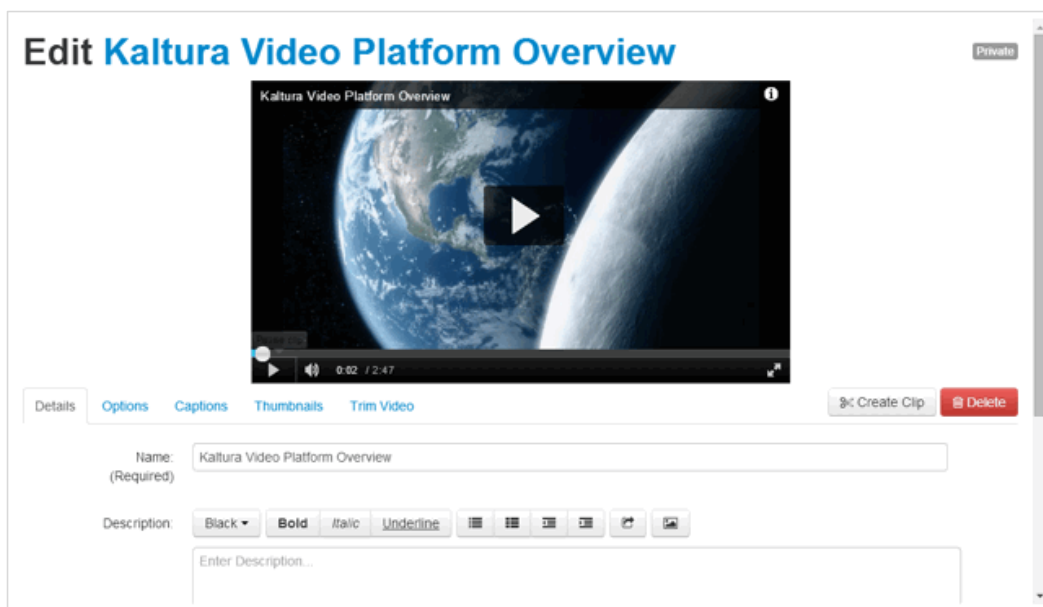 Edit Kaltura Video Platform Overview
Private
Kaltura Video Platform Overview
0:02 / 2:47
Details Options Captions Thumbnails Trim Video Create Clip Delete
Name: Kaltura Video Platform Overview
(Required)
Description: Black Bold Italic Underline
Enter Description...